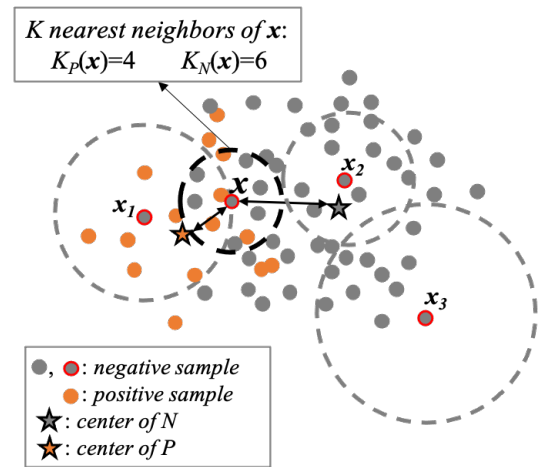 K nearest neighbors of x:
K_P(x)=4 K_N(x)=6
x_2
x
x_1
x_3
, : negative sample
: positive sample
: center of N
: center of P